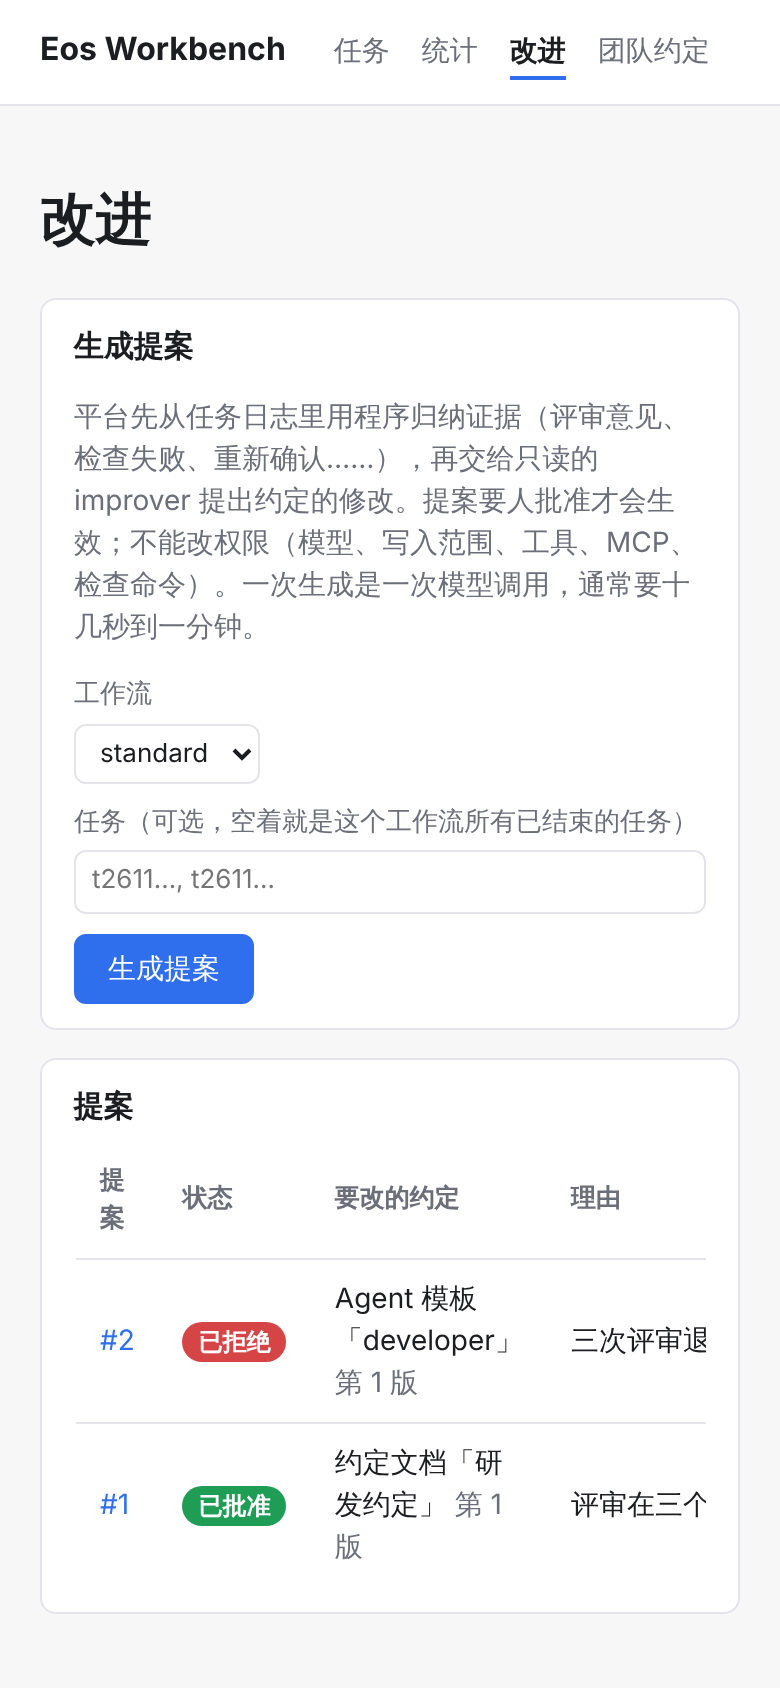 Eos Workbench 任务 统计 改进 团队约定
改进
生成提案
平台先从任务日志里用程序归纳证据（评审意见、
检查失败、重新确认……），再交给只读的
improver 提出约定的修改。提案要人批准才会生
效；不能改权限（模型、写入范围、工具、MCP、
检查命令）。一次生成是一次模型调用，通常要十
几秒到一分钟。
工作流
standard
任务（可选，空着就是这个工作流所有已结束的任务）
t2611…, t2611…
生成提案
提案
提
案
状态 要改的约定 理由
Agent 模板
#2 已拒绝 「developer」 三次评审退
第 1 版
约定文档「研
#1 已批准 发约定」 第 1 评审在三个
版